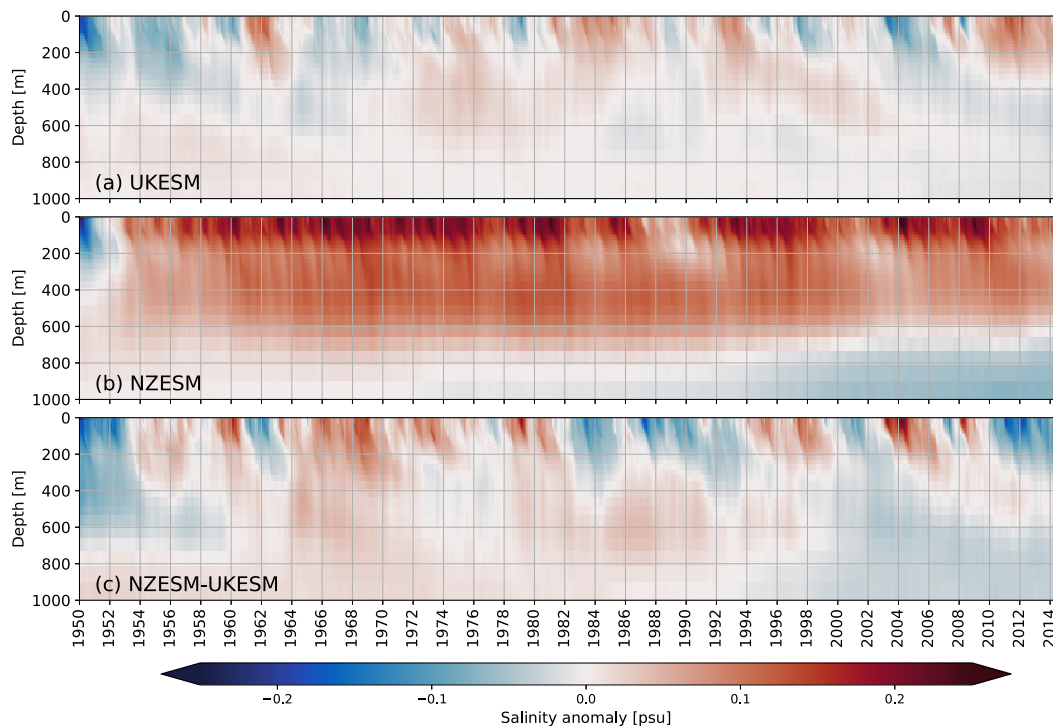 0
200
400
600
800
1000
Depth [m]
(a) UKESM
0
200
400
600
800
1000
Depth [m]
(b) NZESM
0
200
400
600
800
1000
Depth [m]
(c) NZESM-UKESM
1950 1952 1954 1956 1958 1960 1962 1964 1966 1968 1970 1972 1974 1976 1978 1980 1982 1984 1986 1988 1990 1992 1994 1996 1998 2000 2002 2004 2006 2008 2010 2012 2014
−0.2 −0.1 0.0 0.1 0.2
Salinity anomaly [psu]